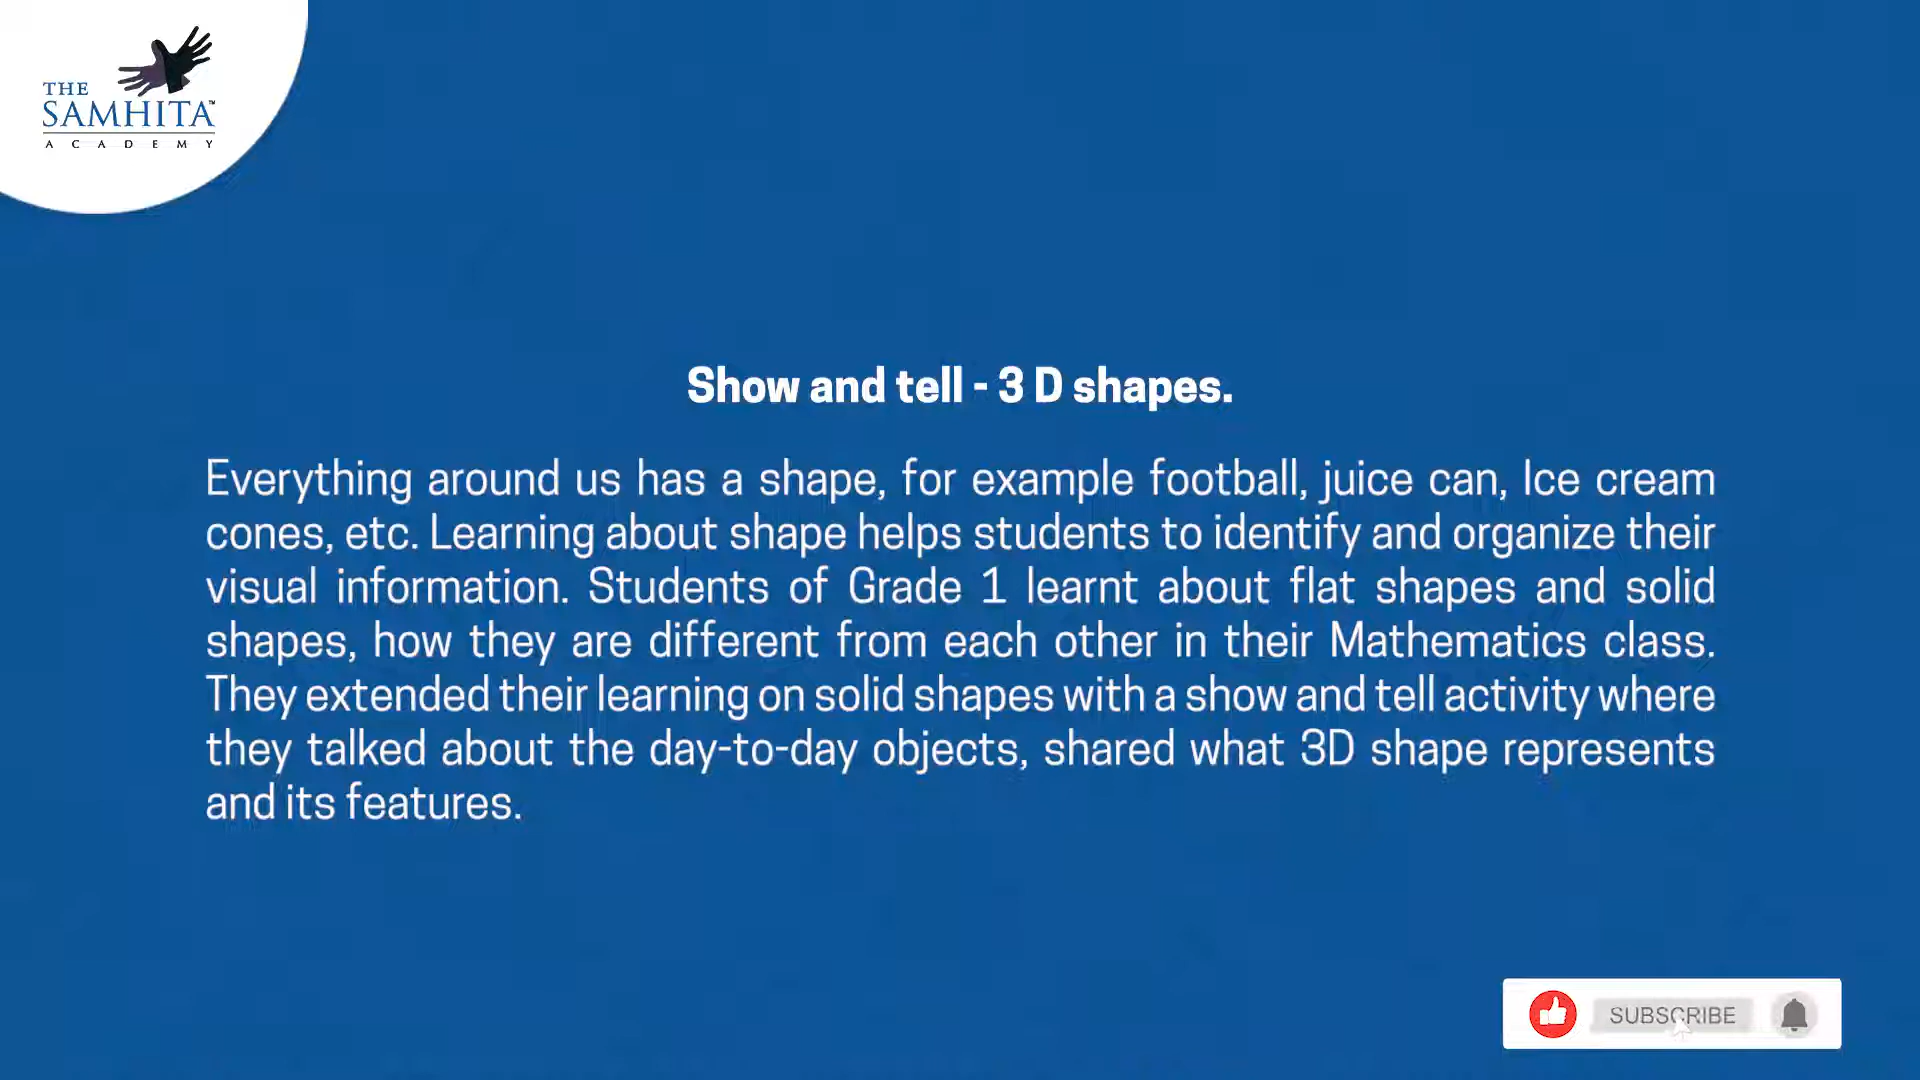 THE
SAMHITA™
ACADEMY
Show and tell - 3 D shapes.
Everything around us has a shape, for example football, juice can, Ice cream
cones, etc. Learning about shape helps students to identify and organize their
visual information. Students of Grade 1 learnt about flat shapes and solid
shapes, how they are different from each other in their Mathematics class.
They extended their learning on solid shapes with a show and tell activity where
they talked about the day-to-day objects, shared what 3D shape represents
and its features.
SUBSCRIBE